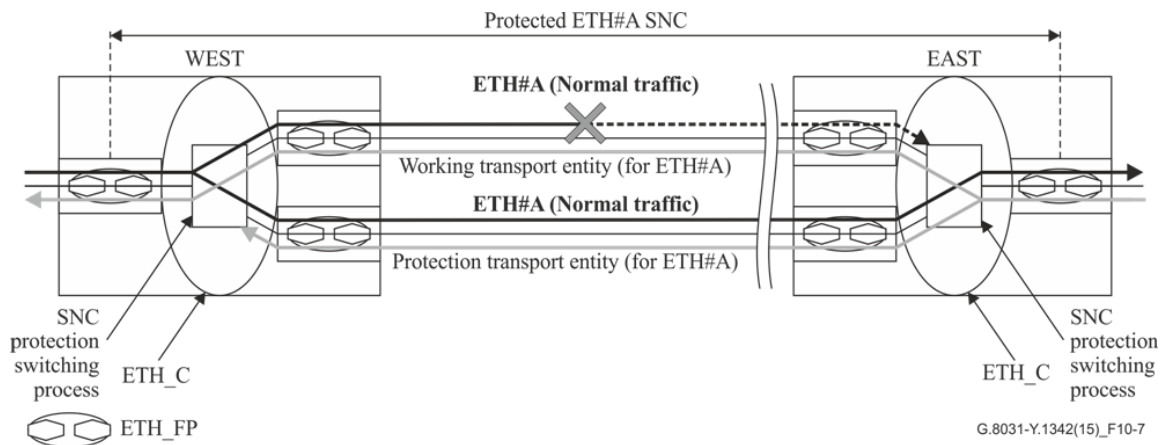 Protected ETH#A SNC
WEST
EAST
ETH#A (Normal traffic)
Working transport entity (for ETH#A)
ETH#A (Normal traffic)
Protection transport entity (for ETH#A)
SNC
protection
switching
process
ETH_C
ETH_C
SNC
protection
switching
process
ETH_FP
G.8031-Y.1342(15)_F10-7